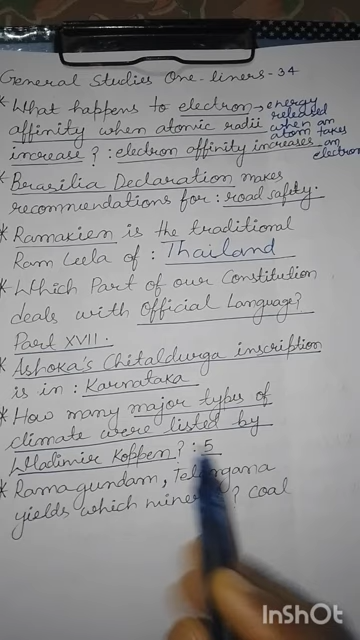 General Studies One-liners-34
* What happens to electron → energy released when an atom takes an electron
affinity when atomic radii
increase? : electron affinity increases
* Brasilia Declaration makes
recommendations for: road safety.
* Ramakien is the traditional
Ram Leela of : Thailand
* Which Part of our Constitution
deals with Official Language?
Part XVII.
* Ashoka's Chitaldurga inscription
is in : Karnataka
* How many major types of
climate were listed by
Wladimir Koppen? : 5
* Ramagundam, Telangana
yields which ? coal
InShOt